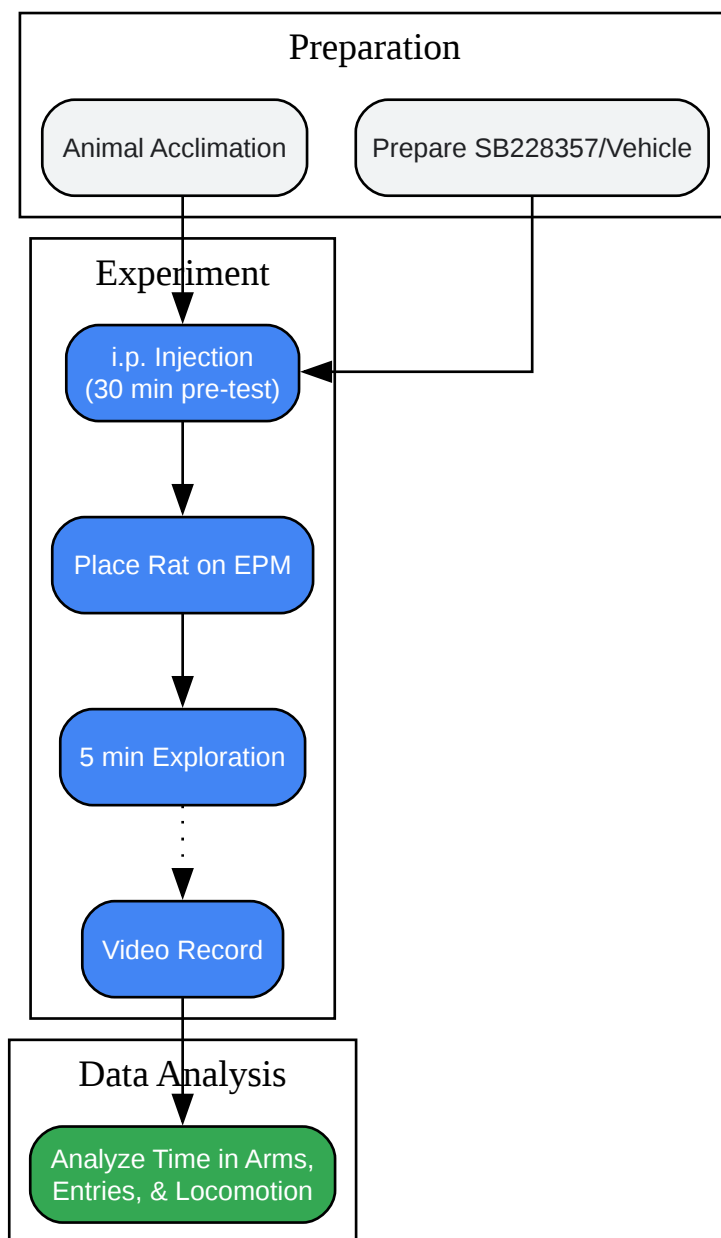 Preparation
Animal Acclimation
Prepare SB228357/Vehicle
Experiment
i.p. Injection
(30 min pre-test)
Place Rat on EPM
5 min Exploration
Video Record
Data Analysis
Analyze Time in Arms,
Entries, & Locomotion